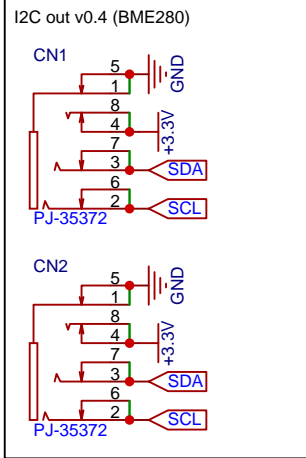 I2C out v0.4 (BME280)
CN1
5
1
GND
8
4
+3.3V
7
3
SDA
6
2
SCL
PJ-35372
CN2
5
1
GND
8
4
+3.3V
7
3
SDA
6
2
SCL
PJ-35372